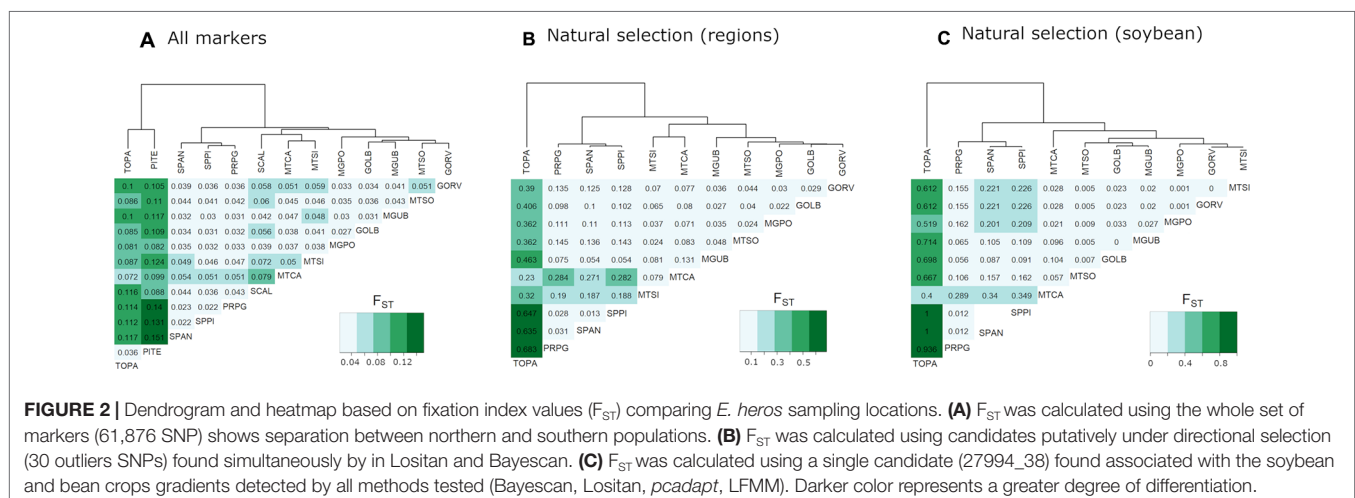 A All markers
TOPA PITE SPAN SPPI PRPG SCAL MTCA MTSI MGPO GOLB MGUB MTSO GORV
0.1 0.105 0.039 0.036 0.036 0.058 0.051 0.059 0.033 0.034 0.041 0.051 GORV
0.086 0.11 0.044 0.041 0.042 0.06 0.045 0.046 0.035 0.036 0.043 MTSO
0.1 0.117 0.032 0.03 0.031 0.042 0.047 0.048 0.03 0.031 MGUB
0.085 0.109 0.034 0.031 0.032 0.056 0.038 0.041 0.027 GOLB
0.081 0.082 0.035 0.032 0.033 0.039 0.037 0.038 MGPO
0.087 0.124 0.049 0.046 0.047 0.072 0.05 MTSI
0.072 0.099 0.054 0.051 0.051 0.079 MTCA
0.116 0.088 0.044 0.036 0.043 SCAL
0.114 0.14 0.023 0.022 PRPG
0.112 0.131 0.022 SPPI
0.117 0.151 SPAN
0.036 PITE
TOPA
FST
0.04 0.08 0.12
B Natural selection (regions)
TOPA PRPG SPAN SPPI MTSI MTCA MGUB MTSO MGPO GOLB GORV
0.39 0.135 0.125 0.128 0.07 0.077 0.036 0.044 0.03 0.029 GORV
0.406 0.098 0.1 0.102 0.065 0.08 0.027 0.04 0.022 GOLB
0.362 0.111 0.11 0.113 0.037 0.071 0.035 0.024 MGPO
0.362 0.145 0.136 0.143 0.024 0.083 0.048 MTSO
0.463 0.075 0.054 0.054 0.081 0.131 MGUB
0.23 0.284 0.271 0.282 0.079 MTCA
0.32 0.19 0.187 0.188 MTSI
0.647 0.028 0.013 SPPI
0.635 0.031 SPAN
0.683 PRPG
TOPA
FST
0.1 0.3 0.5
C Natural selection (soybean)
TOPA PRPG SPAN SPPI MTCA MTSO GOLB MGUB MGPO GORV MTSI
0.612 0.155 0.221 0.226 0.028 0.005 0.023 0.02 0.001 0 MTSI
0.612 0.155 0.221 0.226 0.028 0.005 0.023 0.02 0.001 GORV
0.519 0.162 0.201 0.209 0.021 0.005 0.023 0.02 MGPO
0.714 0.065 0.105 0.109 0.096 0.005 0 MGUB
0.698 0.056 0.087 0.091 0.104 0.007 GOLB
0.667 0.106 0.157 0.162 0.057 MTSO
0.4 0.289 0.34 0.349 MTCA
1 0.012 SPPI
1 0.012 SPAN
0.936 PRPG
TOPA
FST
0 0.4 0.8
FIGURE 2 | Dendrogram and heatmap based on fixation index values (FST) comparing E. heros sampling locations. (A) FST was calculated using the whole set of
markers (61,876 SNP) shows separation between northern and southern populations. (B) FST was calculated using candidates putatively under directional selection
(30 outliers SNPs) found simultaneously by in Lositan and Bayescan. (C) FST was calculated using a single candidate (27994_38) found associated with the soybean
and bean crops gradients detected by all methods tested (Bayescan, Lositan, pcadapt, LFMM). Darker color represents a greater degree of differentiation.